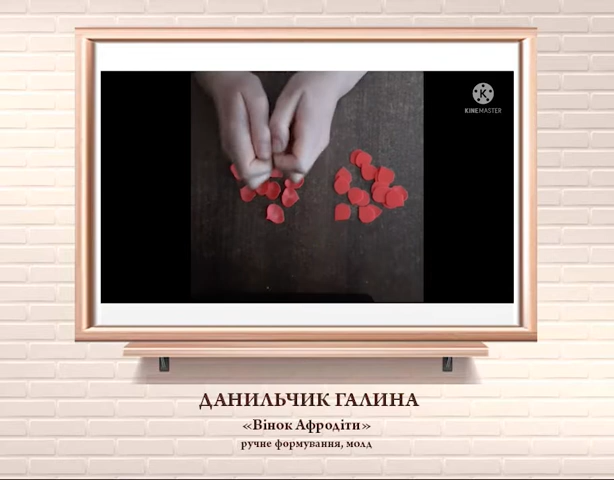 KINEMASTER
ДАНИЛЬЧИК ГАЛИНА
«Вінок Афродіти»
ручне формування, молд